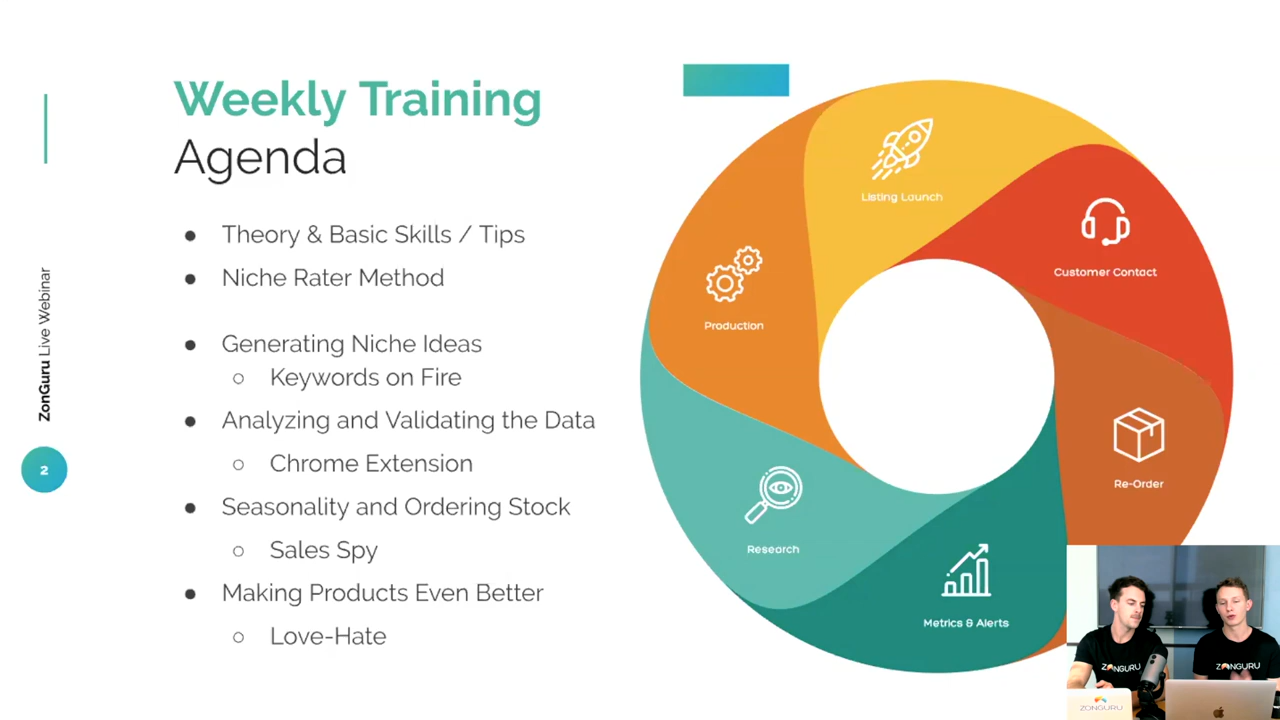 Weekly Training
Agenda
● Theory & Basic Skills / Tips
● Niche Rater Method
● Generating Niche Ideas
○ Keywords on Fire
● Analyzing and Validating the Data
○ Chrome Extension
● Seasonality and Ordering Stock
○ Sales Spy
● Making Products Even Better
○ Love-Hate
ZonGuru Live Webinar
2
Listing Launch
Customer Contact
Production
Re-Order
Research
Metrics & Alerts
ZONGURU
ZONGURU
ZONGURU